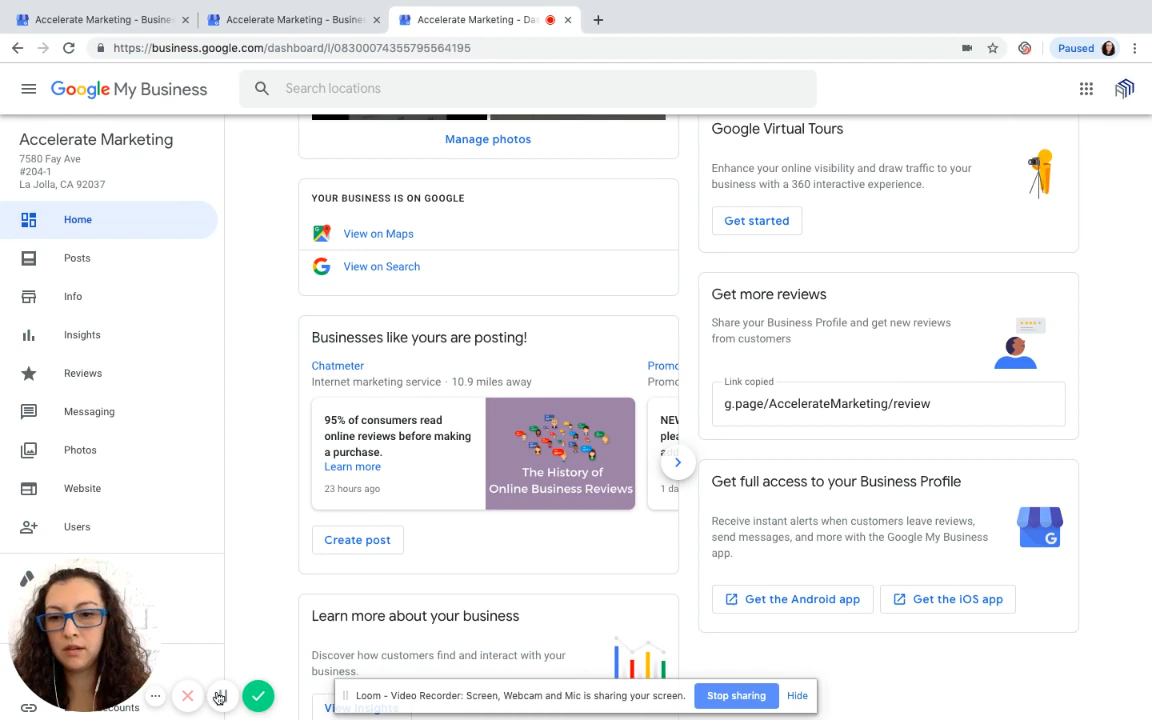 Accelerate Marketing - Busine
Accelerate Marketing - Busine
Accelerate Marketing - Da
https://business.google.com/dashboard/l/08300074355795564195
Paused
Google My Business
Search locations
Accelerate Marketing
7580 Fay Ave
#204-1
La Jolla, CA 92037
Home
Posts
Info
Insights
Reviews
Messaging
Photos
Website
Users
ounts
Manage photos
YOUR BUSINESS IS ON GOOGLE
View on Maps
View on Search
Businesses like yours are posting!
Chatmeter
Internet marketing service · 10.9 miles away
95% of consumers read
online reviews before making
a purchase.
Learn more
23 hours ago
The History of
Online Business Reviews
Promo
Promo
NEW
plea
1 da
Create post
Learn more about your business
Discover how customers find and interact with your
business.
View Insights
Google Virtual Tours
Enhance your online visibility and draw traffic to your
business with a 360 interactive experience.
Get started
Get more reviews
Share your Business Profile and get new reviews
from customers
Link copied
g.page/AccelerateMarketing/review
Get full access to your Business Profile
Receive instant alerts when customers leave reviews,
send messages, and more with the Google My Business
app.
G
Get the Android app
Get the iOS app
Loom - Video Recorder: Screen, Webcam and Mic is sharing your screen.
Stop sharing
Hide